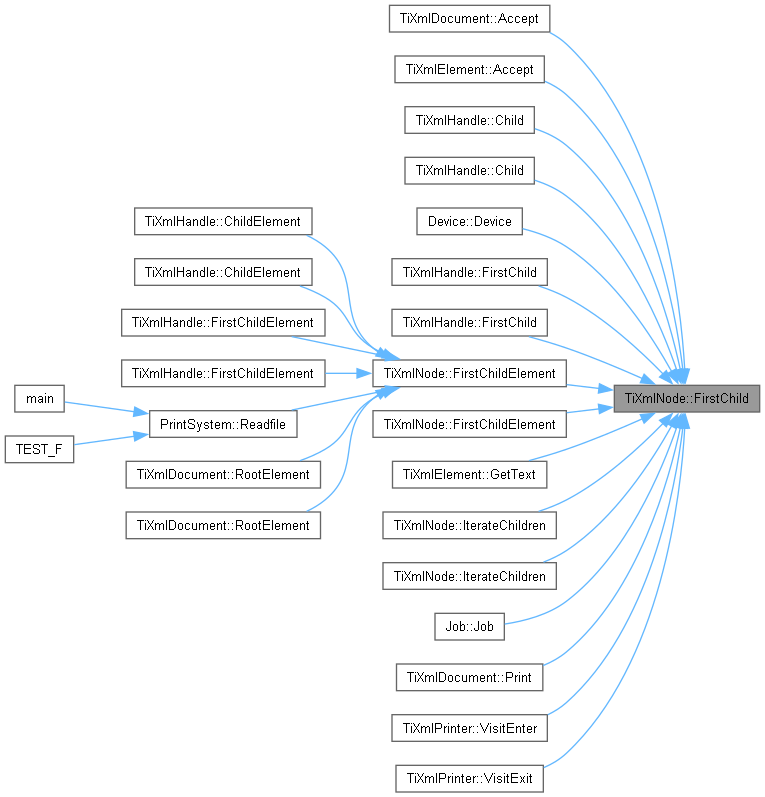 TiXmlDocument::Accept
TiXmlElement::Accept
TiXmlHandle::Child
TiXmlHandle::Child
Device::Device
TiXmlHandle::FirstChild
TiXmlHandle::FirstChild
TiXmlNode::FirstChildElement
TiXmlNode::FirstChildElement
TiXmlElement::GetText
TiXmlNode::IterateChildren
TiXmlNode::IterateChildren
Job::Job
TiXmlDocument::Print
TiXmlPrinter::VisitEnter
TiXmlPrinter::VisitExit
TiXmlHandle::ChildElement
TiXmlHandle::ChildElement
TiXmlHandle::FirstChildElement
TiXmlHandle::FirstChildElement
PrintSystem::Readfile
TiXmlDocument::RootElement
TiXmlDocument::RootElement
main
TEST_F
TiXmlNode::FirstChild